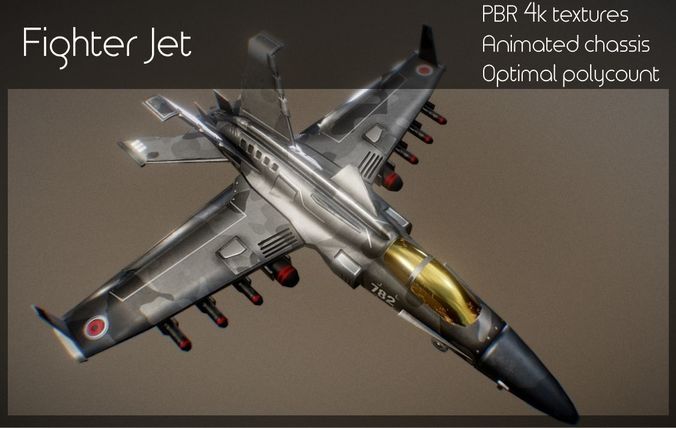 Fighter Jet
PBR 4k textures
Animated chassis
Optimal polycount
782